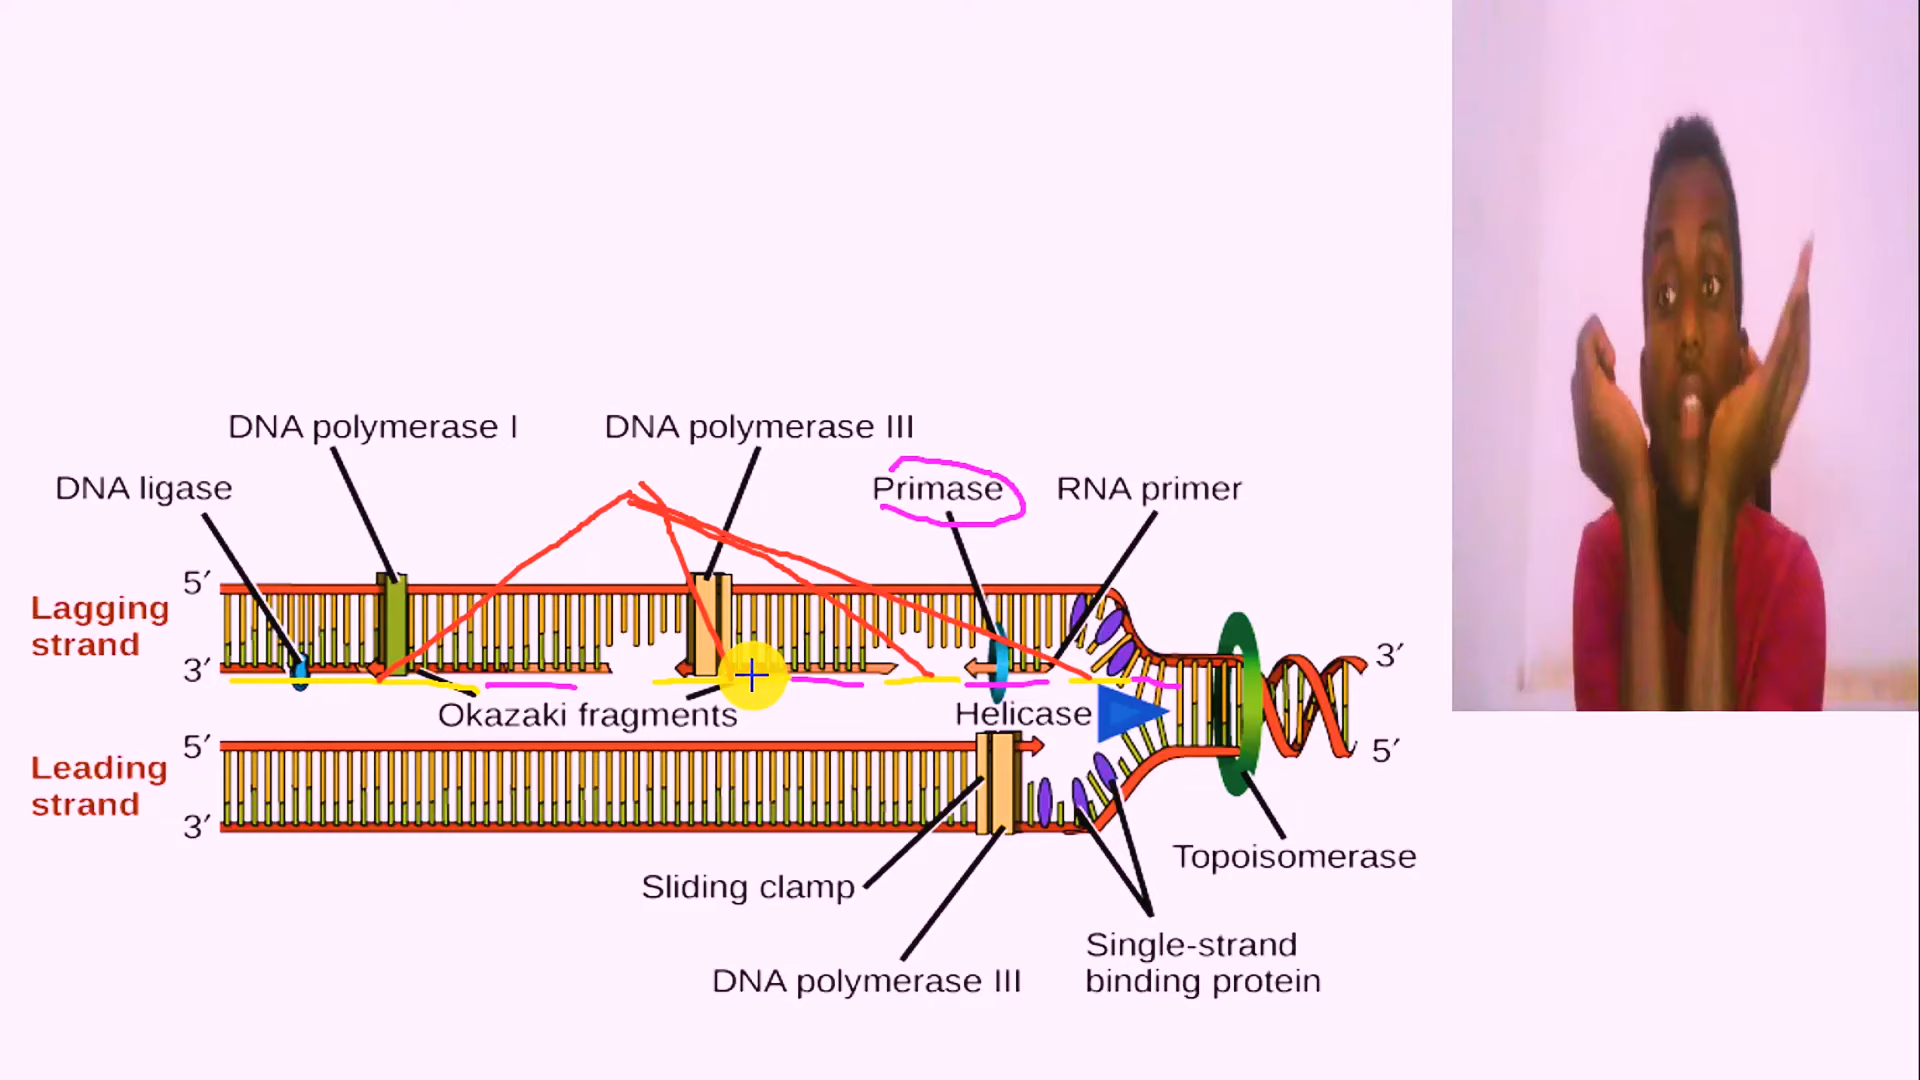 DNA polymerase I
DNA polymerase III
DNA ligase
Primase
RNA primer
5′
Lagging
strand
3′
3′
Okazaki fragments
Helicase
5′
5′
Leading
strand
3′
Topoisomerase
Sliding clamp
Single-strand
binding protein
DNA polymerase III